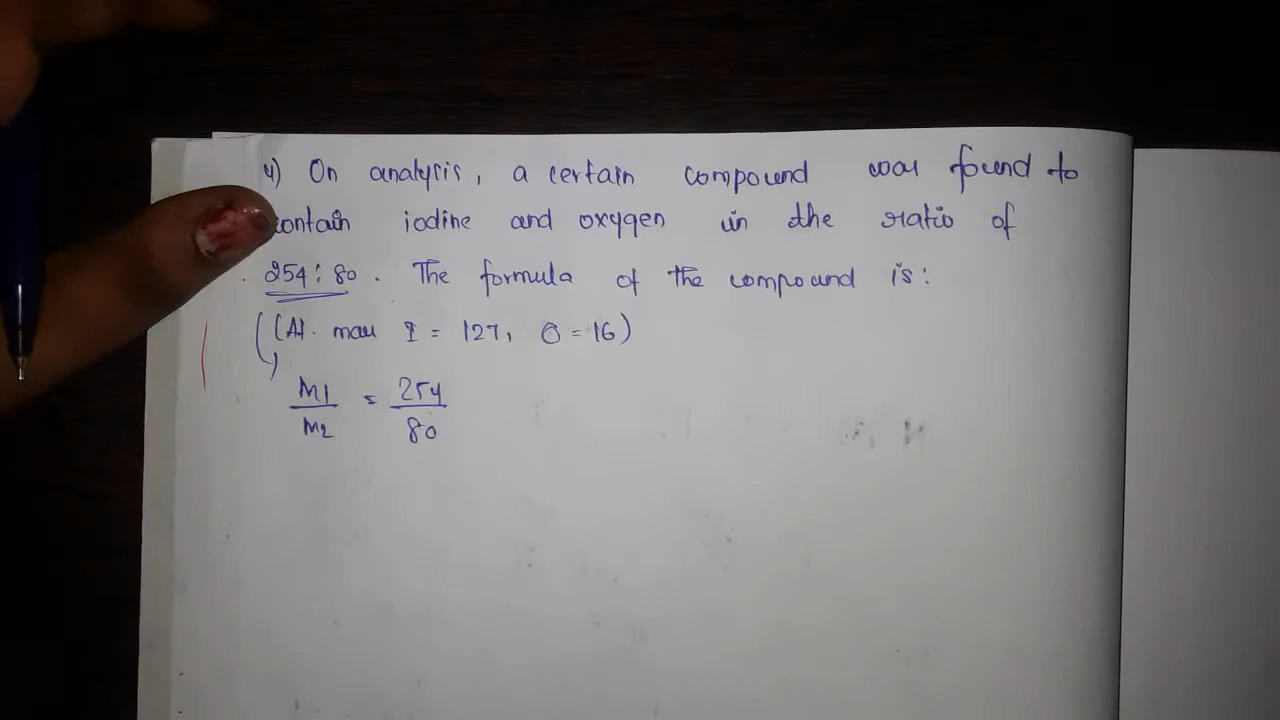 4) On analysis, a certain compound was found to
contain iodine and oxygen in the ratio of
254 : 80 . The formula of the compound is :
(At. mass I = 127, O = 16)
M1/M2 = 254/80